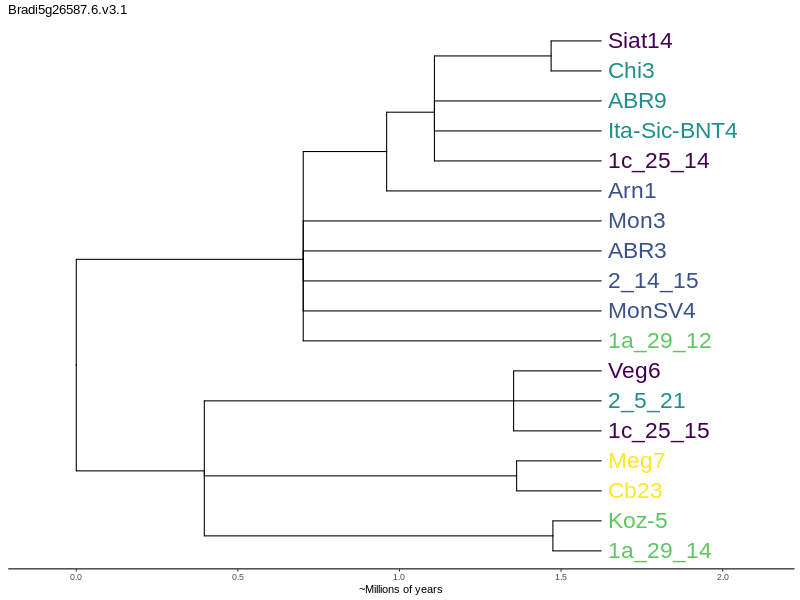 Bradi5g26587.6.v3.1
Siat14
Chi3
ABR9
Ita-Sic-BNT4
1c_25_14
Arn1
Mon3
ABR3
2_14_15
MonSV4
1a_29_12
Veg6
2_5_21
1c_25_15
Meg7
Cb23
Koz-5
1a_29_14
0.0 0.5 1.0 1.5 2.0
~Millions of years